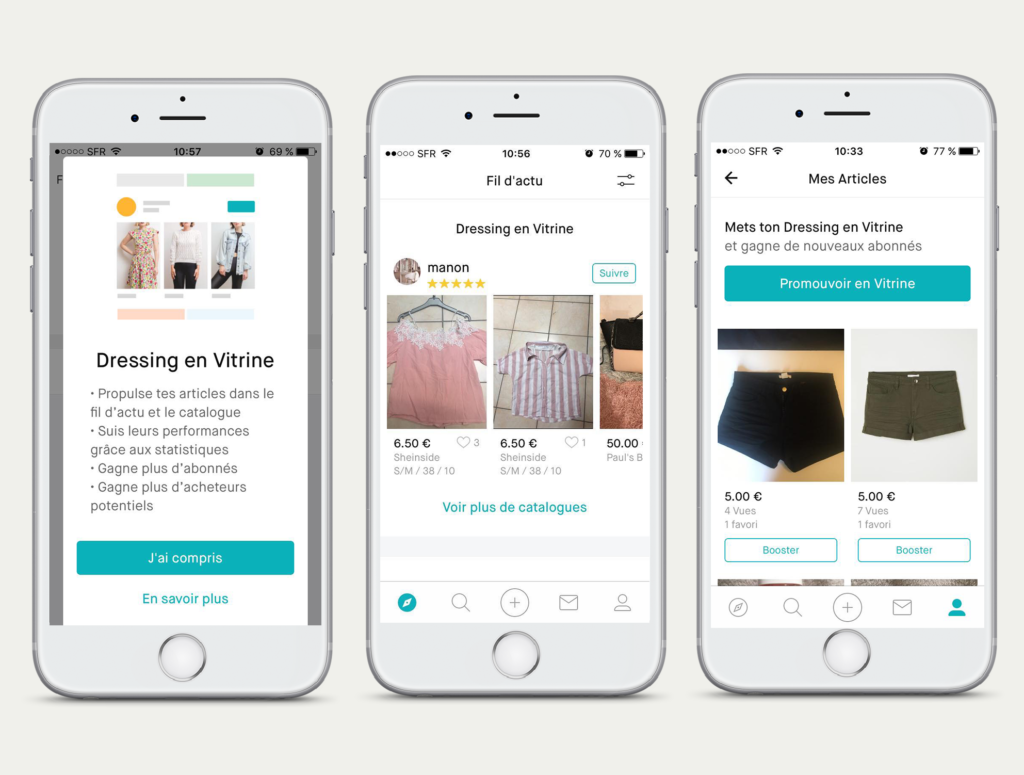 SFR
10:57
69 %
F
Dressing en Vitrine
• Propulse tes articles dans le
fil d'actu et le catalogue
• Suis leurs performances
grâce aux statistiques
• Gagne plus d'abonnés
• Gagne plus d'acheteurs
potentiels
J'ai compris
En savoir plus
SFR
10:56
70 %
Fil d'actu
Dressing en Vitrine
manon
Suivre
6.50 €
3
Sheinside
S/M / 38 / 10
6.50 €
1
Sheinside
S/M / 38 / 10
50.00
Paul's B
Voir plus de catalogues
SFR
10:33
77 %
Mes Articles
Mets ton Dressing en Vitrine
et gagne de nouveaux abonnés
Promouvoir en Vitrine
5.00 €
4 Vues
1 favori
Booster
5.00 €
7 Vues
1 favori
Booster